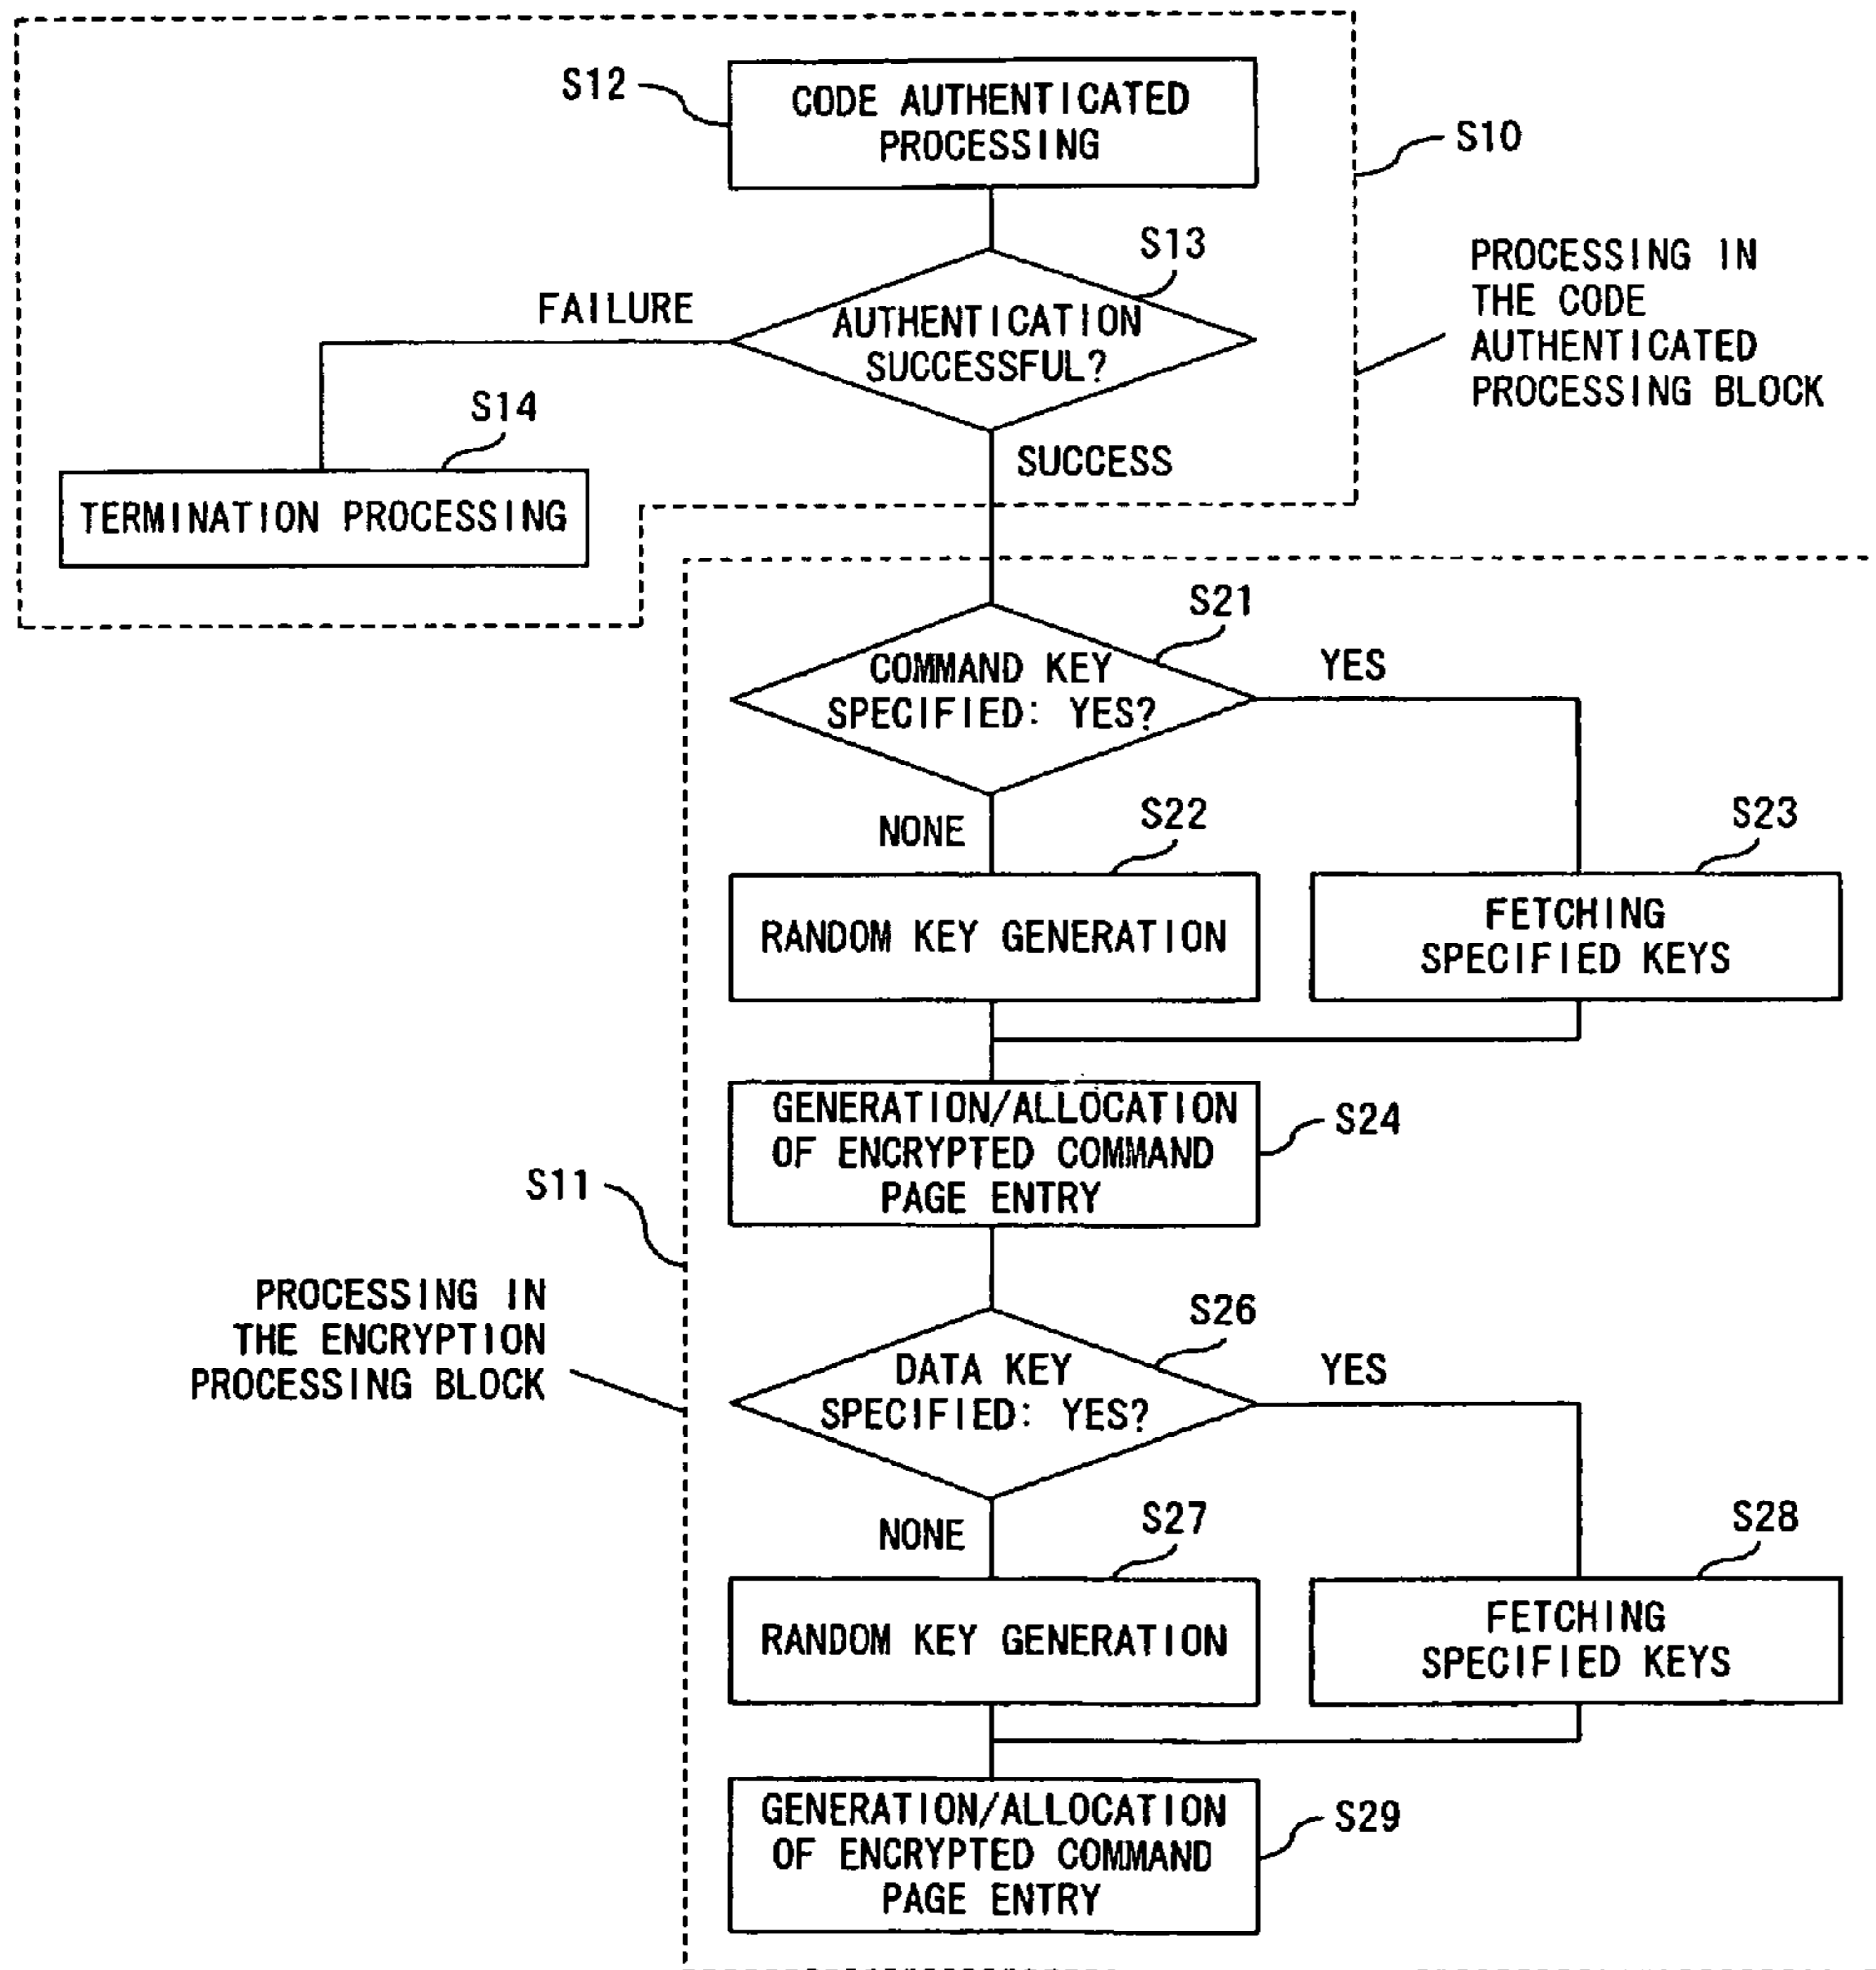 S12
CODE AUTHENTICATED
PROCESSING
S10
S13
PROCESSING IN
THE CODE
AUTHENTICATED
PROCESSING BLOCK
FAILURE
AUTHENTICATION
SUCCESSFUL?
S14
SUCCESS
TERMINATION PROCESSING
S21
COMMAND KEY
SPECIFIED: YES?
YES
NONE
S22
S23
RANDOM KEY GENERATION
FETCHING
SPECIFIED KEYS
GENERATION/ALLOCATION
OF ENCRYPTED COMMAND
PAGE ENTRY
S24
S11
PROCESSING IN
THE ENCRYPTION
PROCESSING BLOCK
S26
DATA KEY
SPECIFIED: YES?
YES
NONE
S27
S28
RANDOM KEY GENERATION
FETCHING
SPECIFIED KEYS
GENERATION/ALLOCATION
OF ENCRYPTED COMMAND
PAGE ENTRY
S29